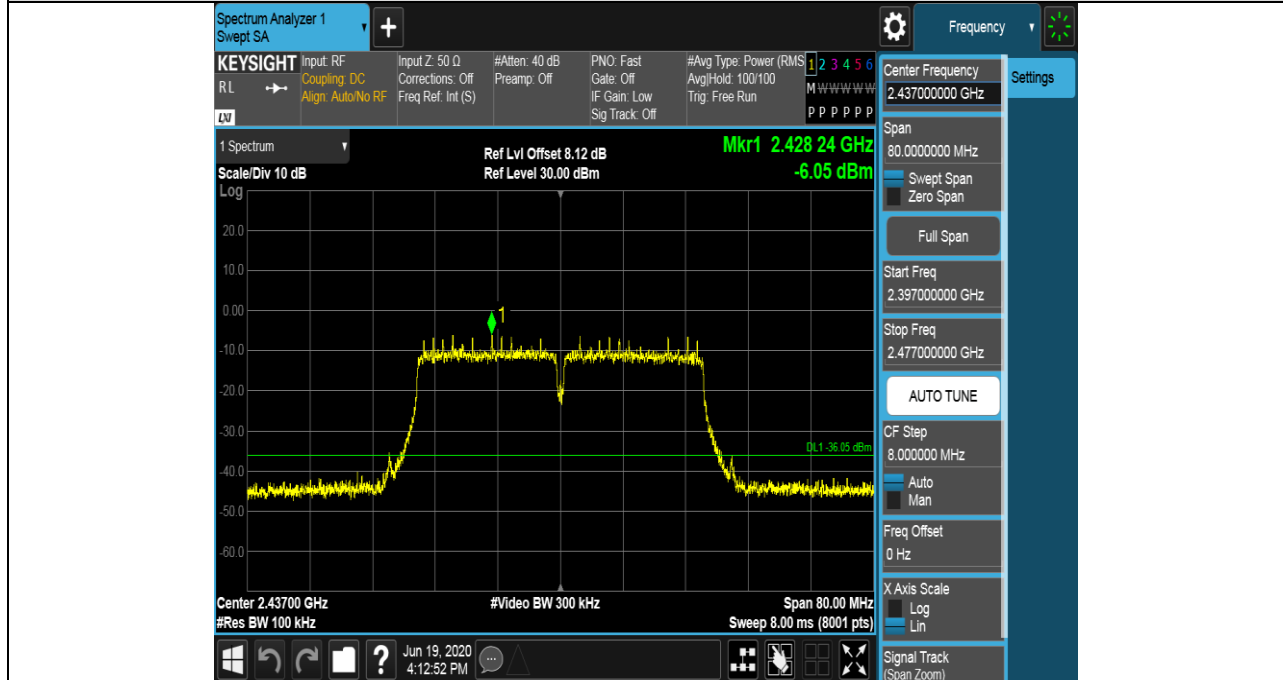 Spectrum Analyzer 1
Swept SA
+
Frequency
KEYSIGHT
RL
LXI
Input: RF
Coupling: DC
Align: Auto/No RF
Input Z: 50 Ω
Corrections: Off
Freq Ref: Int (S)
#Atten: 40 dB
Preamp: Off
PNO: Fast
Gate: Off
IF Gain: Low
Sig Track: Off
#Avg Type: Power (RMS
Avg|Hold: 100/100
Trig: Free Run
1 2 3 4 5 6
M W W W W W
P P P P P P
1 Spectrum
Scale/Div 10 dB
Ref Lvl Offset 8.12 dB
Ref Level 30.00 dBm
Mkr1 2.428 24 GHz
-6.05 dBm
Log
20.0
10.0
0.00
-10.0
-20.0
-30.0
-40.0
-50.0
-60.0
1
DL1 -36.05 dBm
Center 2.43700 GHz
#Res BW 100 kHz
#Video BW 300 kHz
Span 80.00 MHz
Sweep 8.00 ms (8001 pts)
?
Jun 19, 2020
4:12:52 PM
Center Frequency
2.437000000 GHz
Span
80.0000000 MHz
Swept Span
Zero Span
Full Span
Start Freq
2.397000000 GHz
Stop Freq
2.477000000 GHz
AUTO TUNE
CF Step
8.000000 MHz
Auto
Man
Freq Offset
0 Hz
X Axis Scale
Log
Lin
Signal Track
(Span Zoom)
Settings